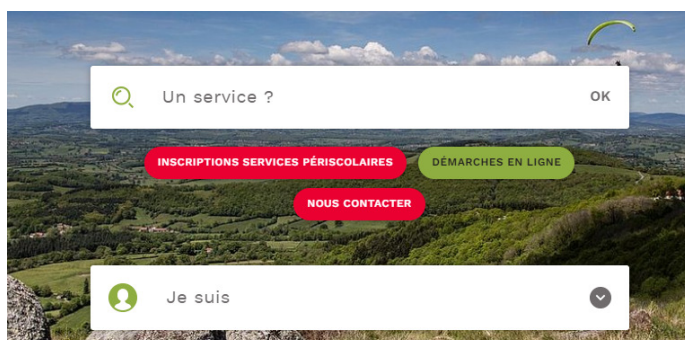 Un service ?
OK
INSCRIPTIONS SERVICES PÉRISCOLAIRES
DÉMARCHES EN LIGNE
NOUS CONTACTER
Je suis